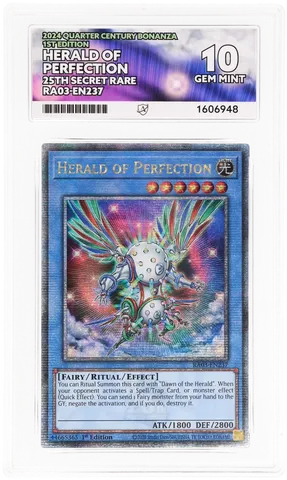 2024 QUARTER CENTURY BONANZA
1ST EDITION
HERALD OF
PERFECTION
25TH SECRET RARE
RA03-EN237
10
GEM MINT
1606948
HERALD OF PERFECTION
RA03-EN237
[FAIRY/RITUAL/EFFECT]
You can Ritual Summon this card with "Dawn of the Herald". When
your opponent activates a Spell/Trap Card, or monster effect
(Quick Effect): You can send 1 Fairy monster from your hand to the
GY; negate the activation, and if you do, destroy it.
ATK/1800 DEF/2800
44665365 1st Edition